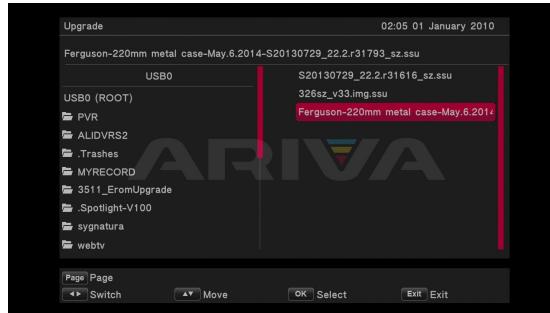 Upgrade 02:05 01 January 2010
Ferguson-220mm metal case-May.6.2014-S20130729_22.2.r31793_sz.ssu
USB0
USB0 (ROOT)
PVR
ALIDVRS2
.Trashes
MYRECORD
3511_EromUpgrade
.Spotlight-V100
sygnatura
webtv
S20130729_22.2.r31616_sz.ssu
326sz_v33.img.ssu
Ferguson-220mm metal case-May.6.2014
ARIVA
Page Page
Switch Move OK Select Exit Exit